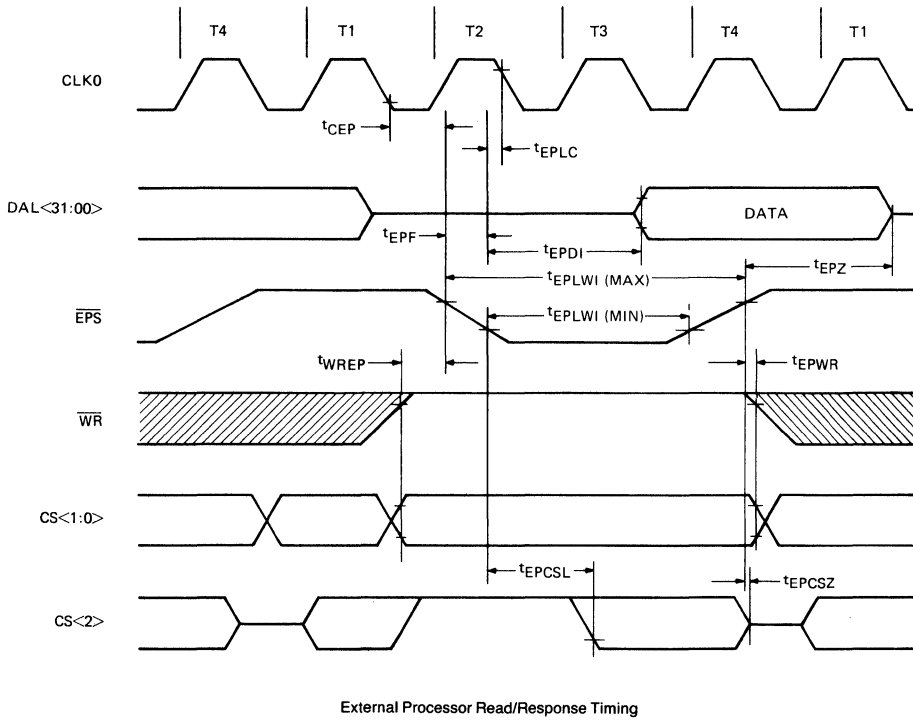 T4 T1 T2 T3 T4 T1
CLK0
tCEP
tEPLC
DAL<31:00>
DATA
tEPF
tEPDI
tEPLWI (MAX)
tEPZ
EPS
tEPLWI (MIN)
tWREP
tEPWR
WR
CS<1:0>
tEPCSL
tEPCSZ
CS<2>
External Processor Read/Response Timing